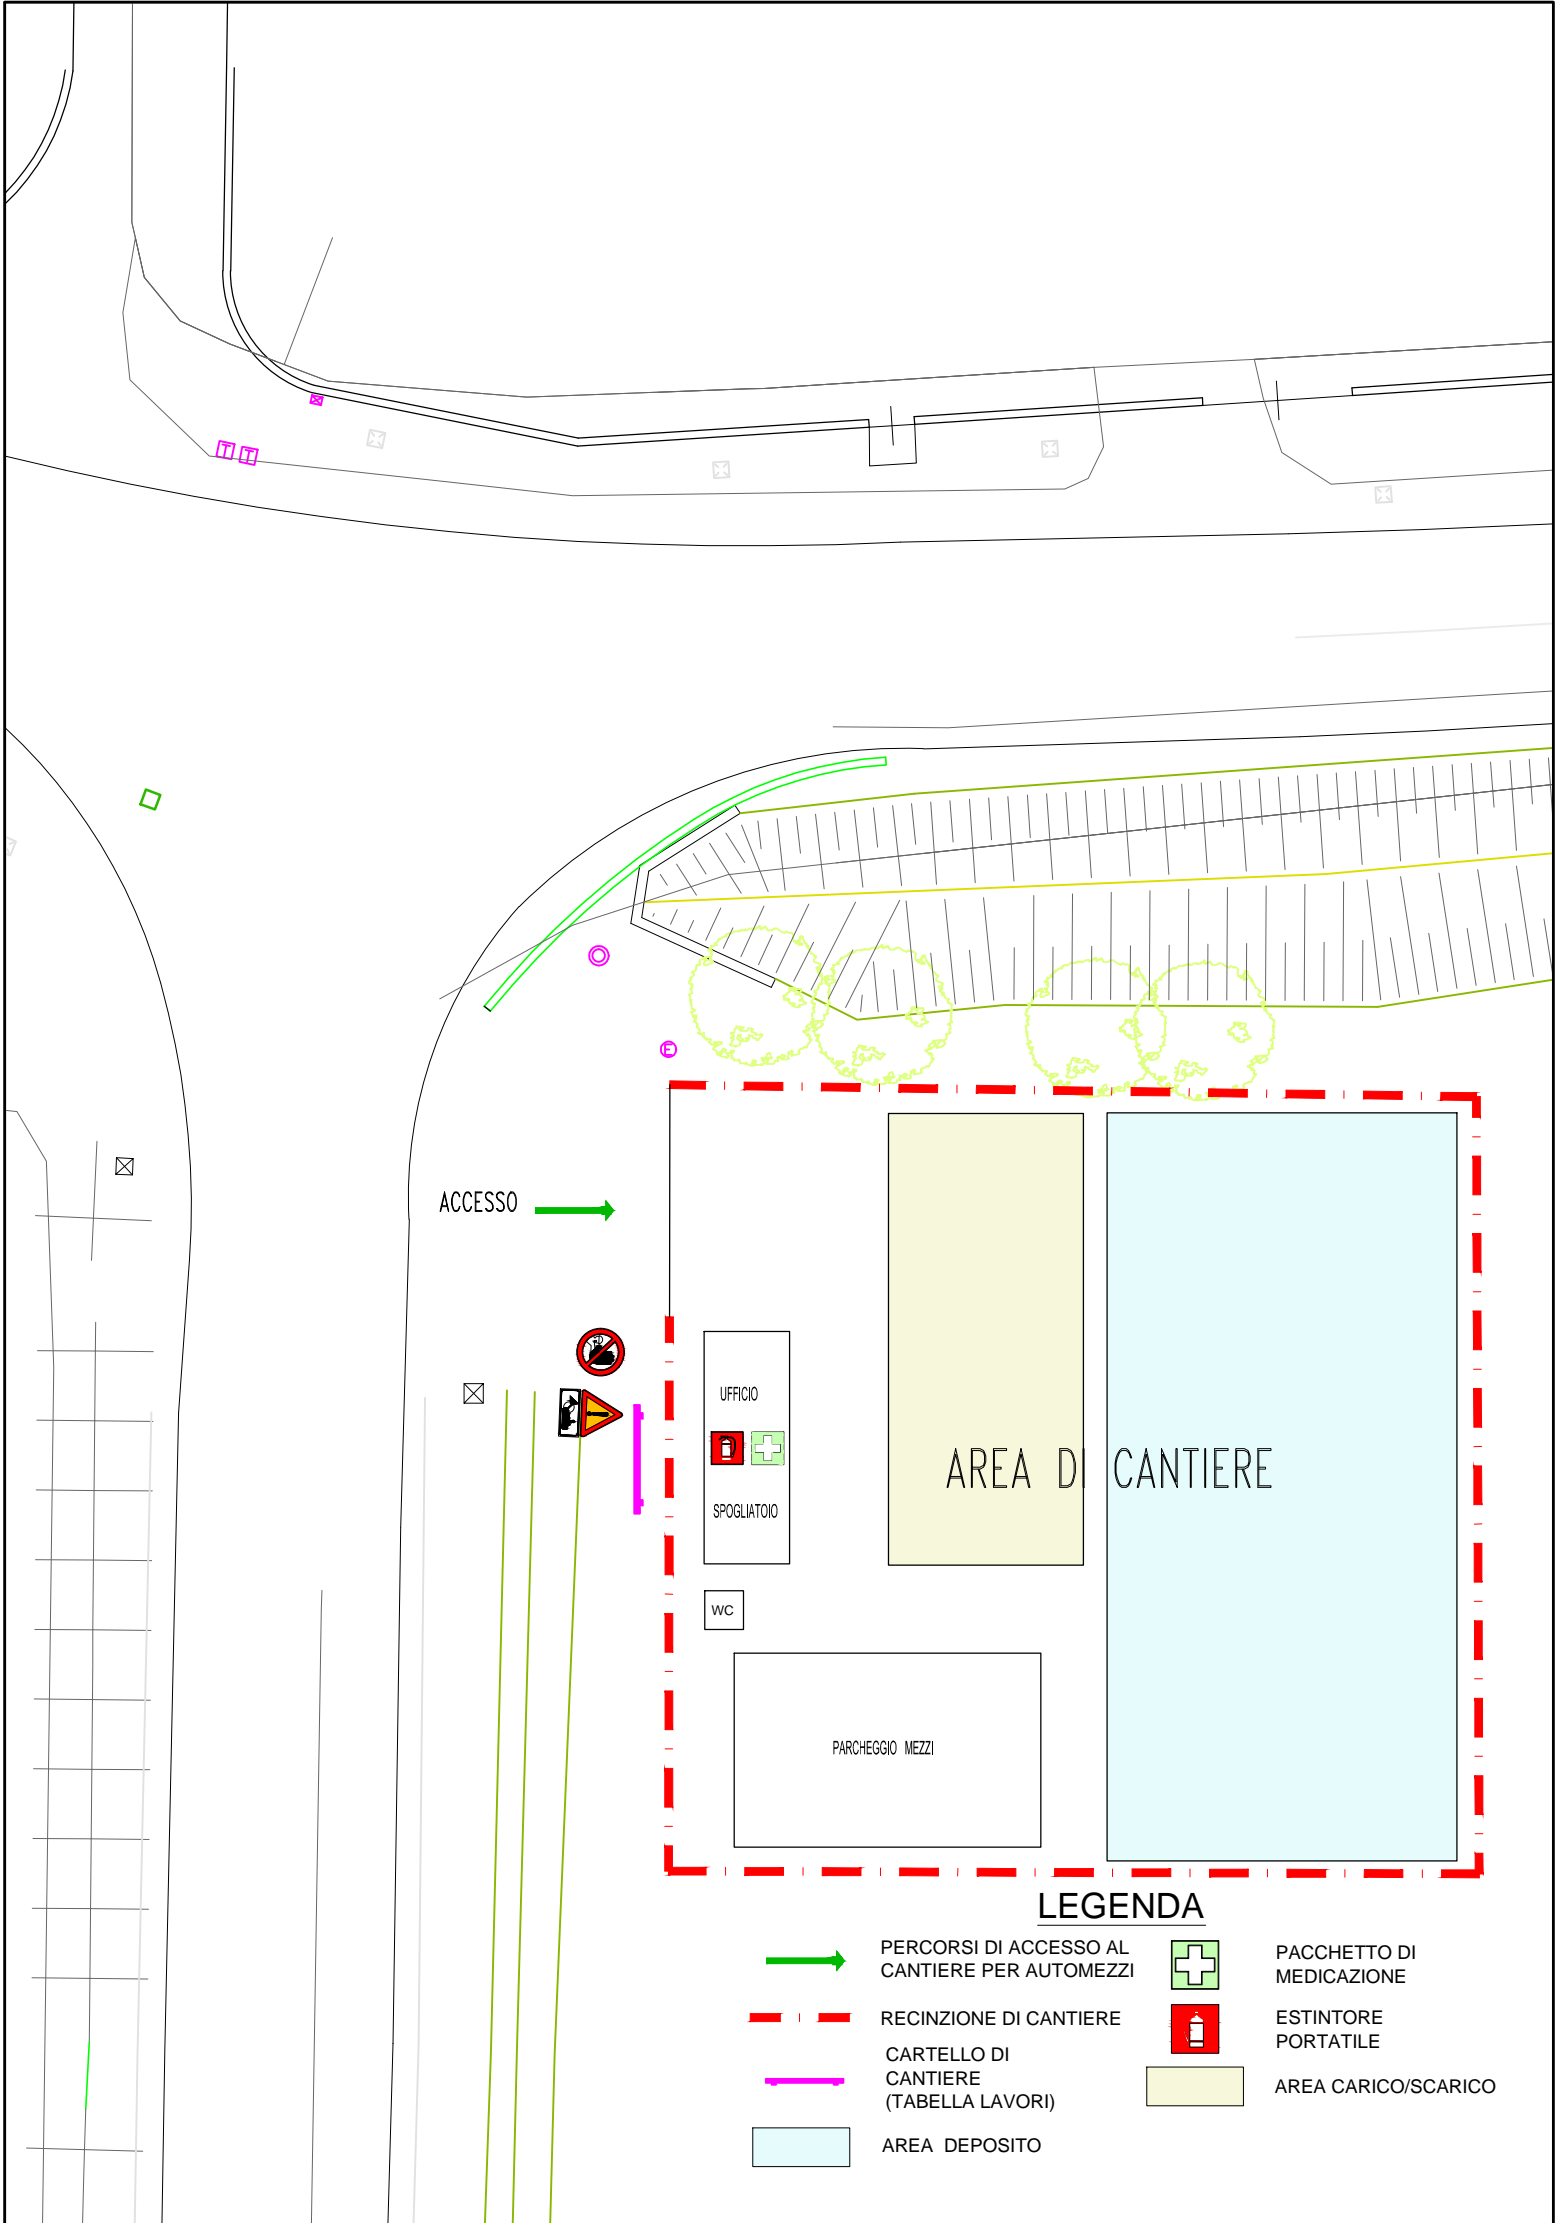 T T
E
ACCESSO
UFFICIO
AREA DI CANTIERE
SPOGLIATOIO
WC
PARCHEGGIO MEZZI
LEGENDA
PERCORSI DI ACCESSO AL
CANTIERE PER AUTOMEZZI
PACCHETTO DI
MEDICAZIONE
RECINZIONE DI CANTIERE
ESTINTORE
PORTATILE
CARTELLO DI
CANTIERE
(TABELLA LAVORI)
AREA CARICO/SCARICO
AREA DEPOSITO